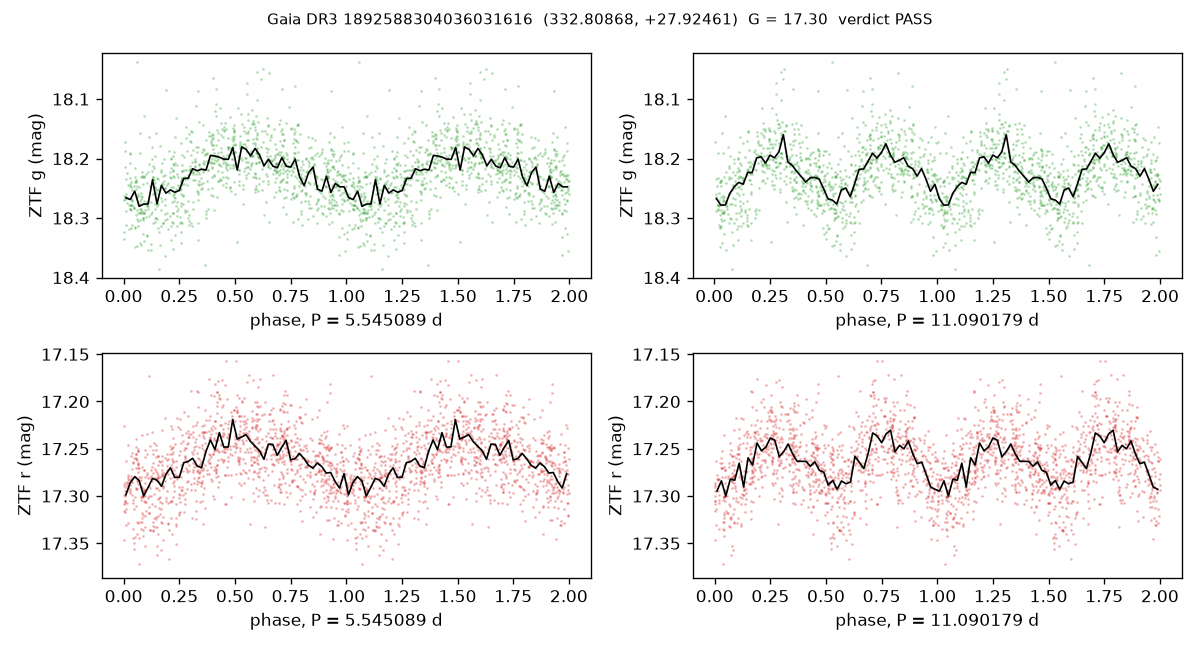 Gaia DR3 1892588304036031616 (332.80868, +27.92461) G = 17.30 verdict PASS
ZTF g (mag)
18.1
18.2
18.3
18.4
0.00 0.25 0.50 0.75 1.00 1.25 1.50 1.75 2.00
phase, P = 5.545089 d
ZTF g (mag)
18.1
18.2
18.3
18.4
0.00 0.25 0.50 0.75 1.00 1.25 1.50 1.75 2.00
phase, P = 11.090179 d
ZTF r (mag)
17.15
17.20
17.25
17.30
17.35
0.00 0.25 0.50 0.75 1.00 1.25 1.50 1.75 2.00
phase, P = 5.545089 d
ZTF r (mag)
17.15
17.20
17.25
17.30
17.35
0.00 0.25 0.50 0.75 1.00 1.25 1.50 1.75 2.00
phase, P = 11.090179 d